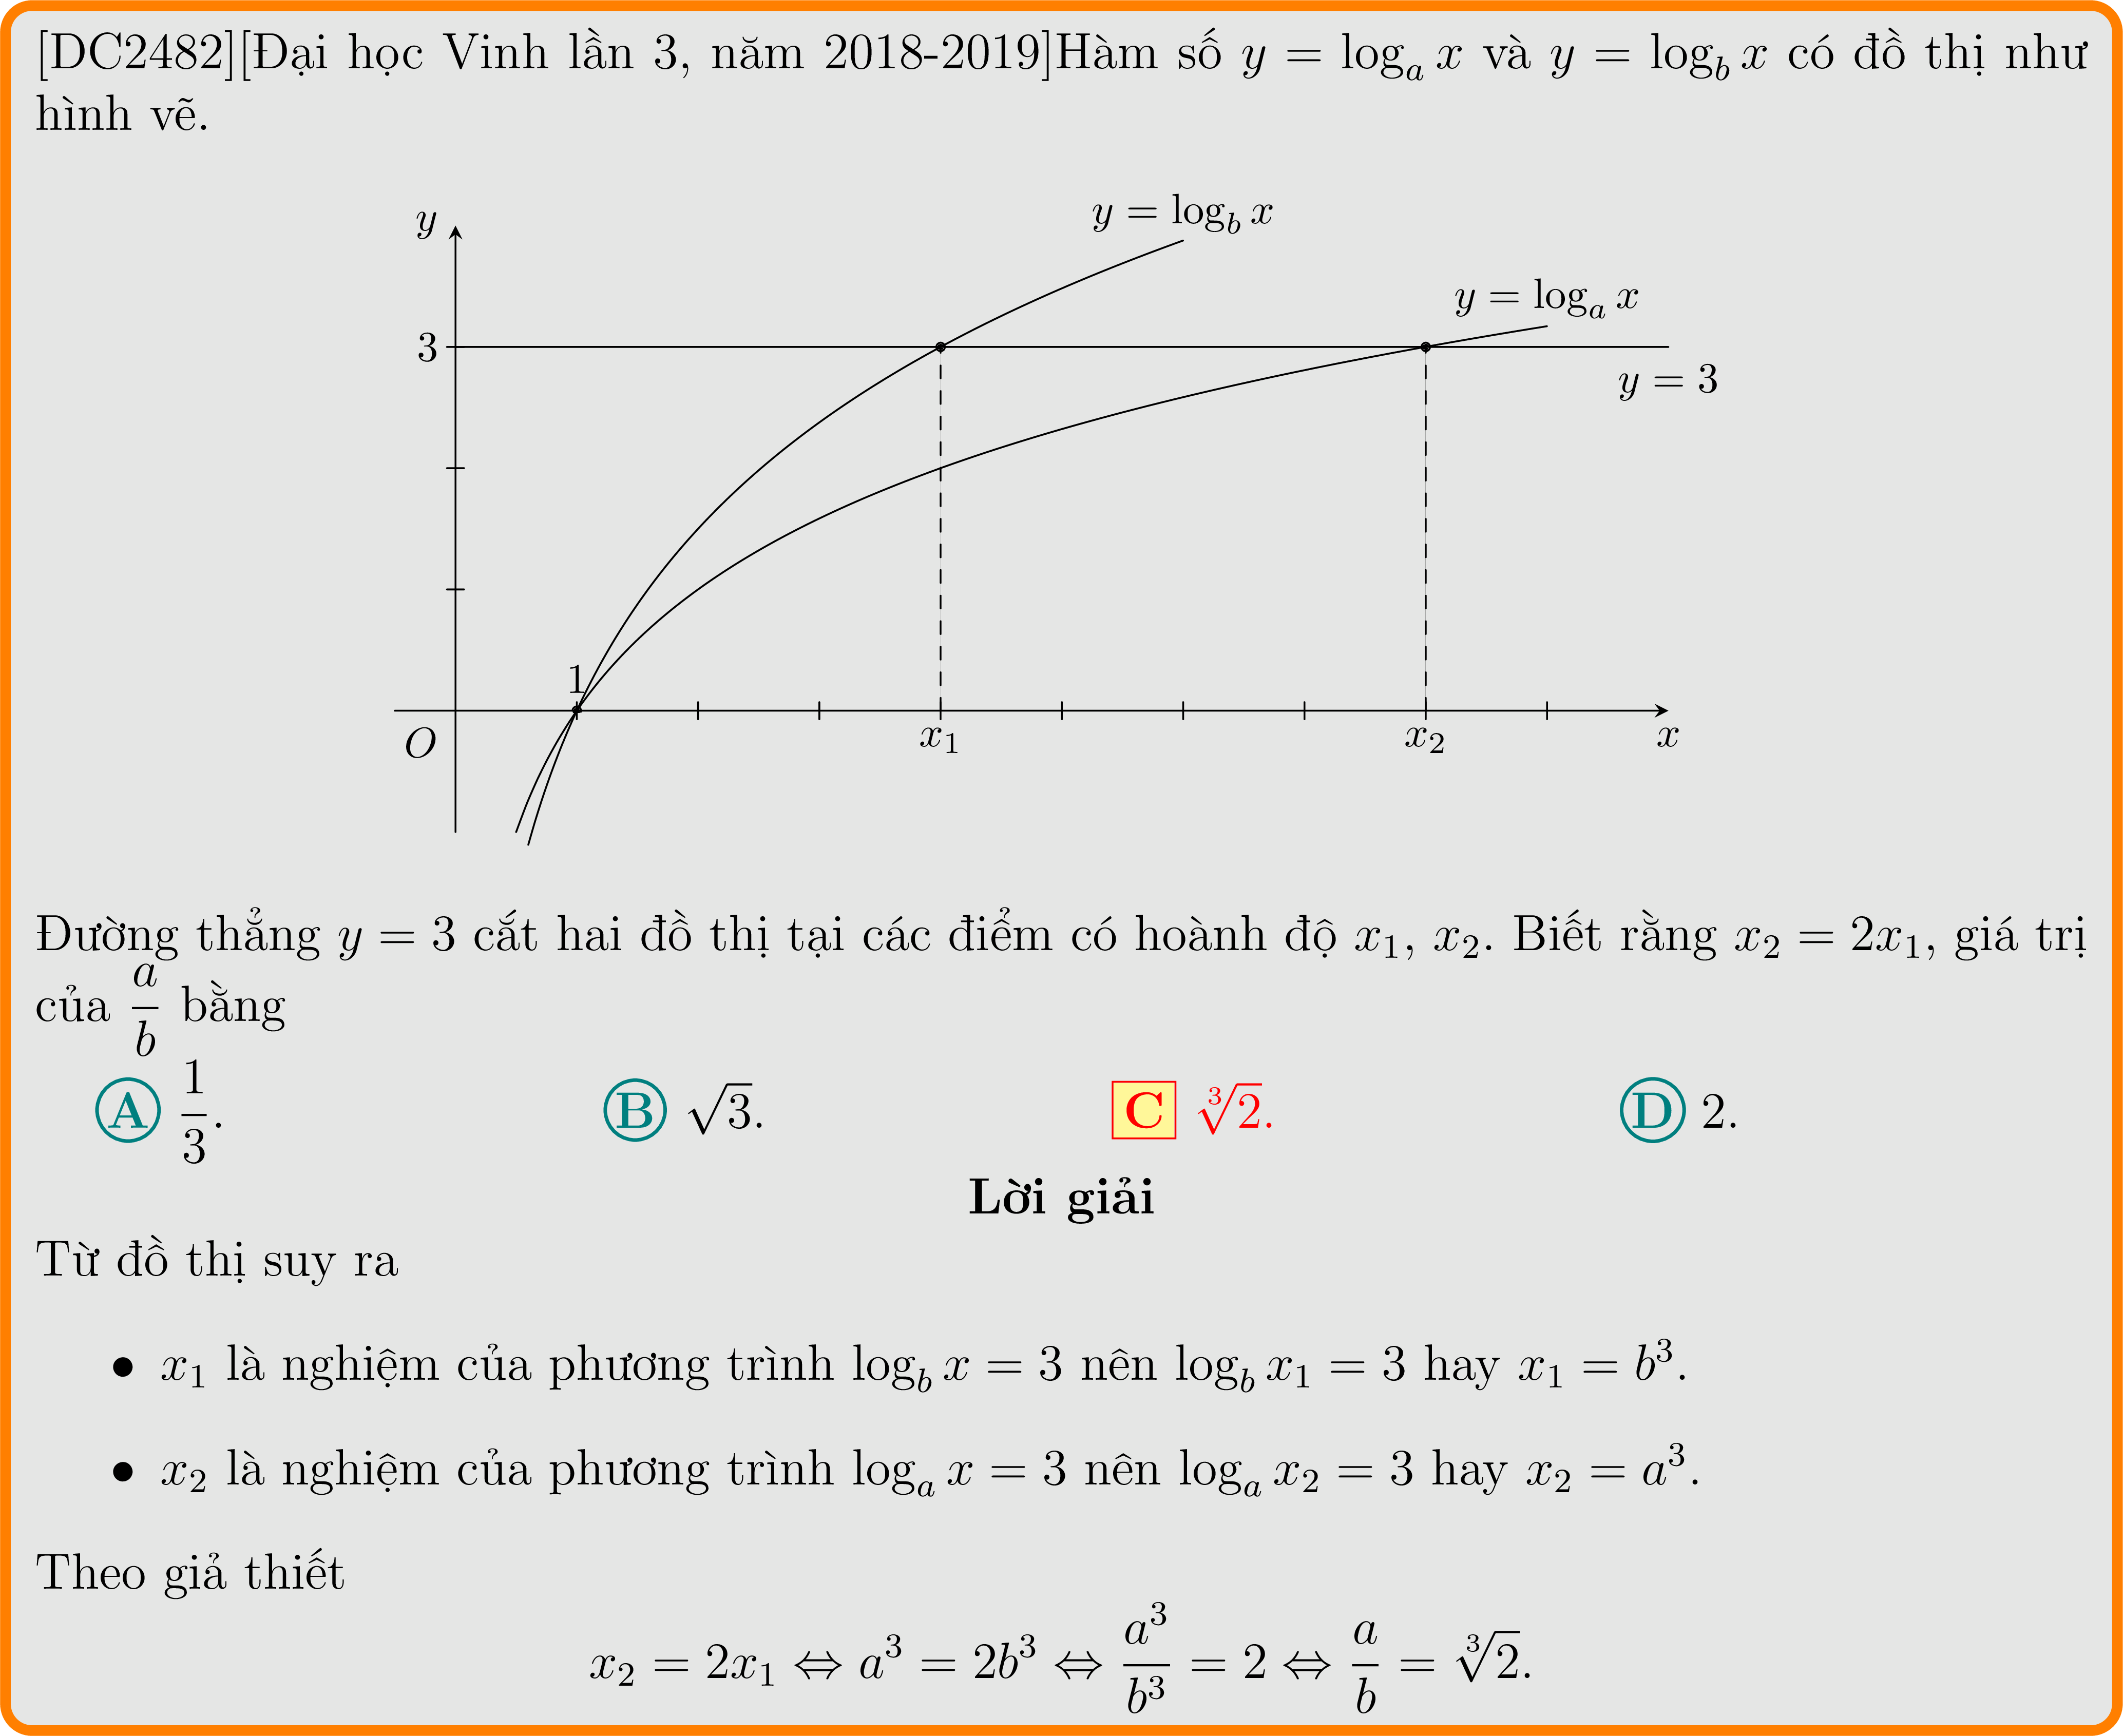 [DC2482][Đại học Vinh lần 3, năm 2018-2019]Hàm số y = log_a x và y = log_b x có đồ thị như
hình vẽ.
y = log_b x
y
y = log_a x
3
y = 3
1
O
x_1
x_2
x
Đường thẳng y = 3 cắt hai đồ thị tại các điểm có hoành độ x_1, x_2. Biết rằng x_2 = 2x_1, giá trị
của \frac{a}{b} bằng
A \frac{1}{3}. B \sqrt{3}. C \sqrt[3]{2}. D 2.
Lời giải
Từ đồ thị suy ra
• x_1 là nghiệm của phương trình log_b x = 3 nên log_b x_1 = 3 hay x_1 = b^3.
• x_2 là nghiệm của phương trình log_a x = 3 nên log_a x_2 = 3 hay x_2 = a^3.
Theo giả thiết
x_2 = 2x_1 ⇔ a^3 = 2b^3 ⇔ \frac{a^3}{b^3} = 2 ⇔ \frac{a}{b} = \sqrt[3]{2}.